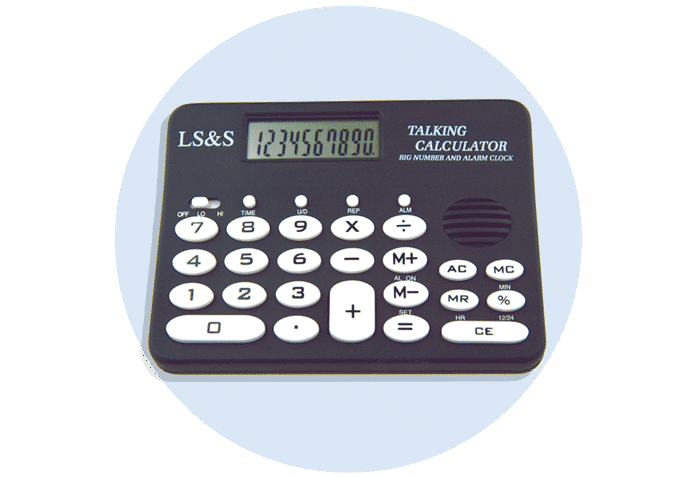 LS&S
1234567890.
TALKING
CALCULATOR
BIG NUMBER AND ALARM CLOCK
OFF LO HI TIME U/D REP ALM
7 8 9 X ÷
4 5 6 − M+
AC MC
AL ON MIN
1 2 3 + M− MR %
SET HR 12/24
0 . = CE